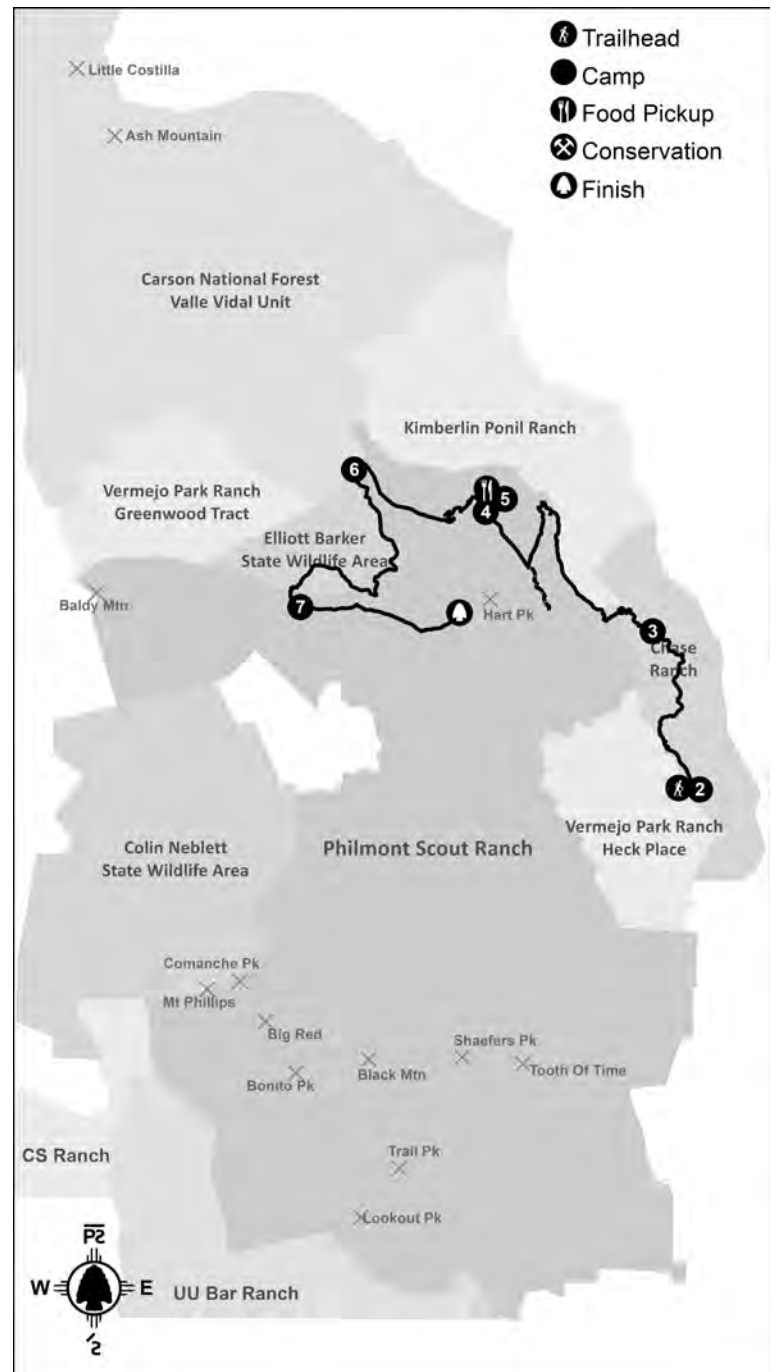 Trailhead
Camp
Food Pickup
Conservation
Finish
Little Costilla
Ash Mountain
Carson National Forest
Valle Vidal Unit
Kimberlin Ponil Ranch
6
Vermejo Park Ranch
Greenwood Tract
5
4
Elliott Barker
State Wildlife Area
Baldy Mtn
7
Hart Pk
3
Chase
Ranch
2
Vermejo Park Ranch
Heck Place
Colin Neblett
State Wildlife Area
Philmont Scout Ranch
Comanche Pk
Mt Phillips
Big Red
Bonito Pk
Black Mtn
Shaefers Pk
Tooth Of Time
Trail Pk
Lookout Pk
CS Ranch
W
E
UU Bar Ranch